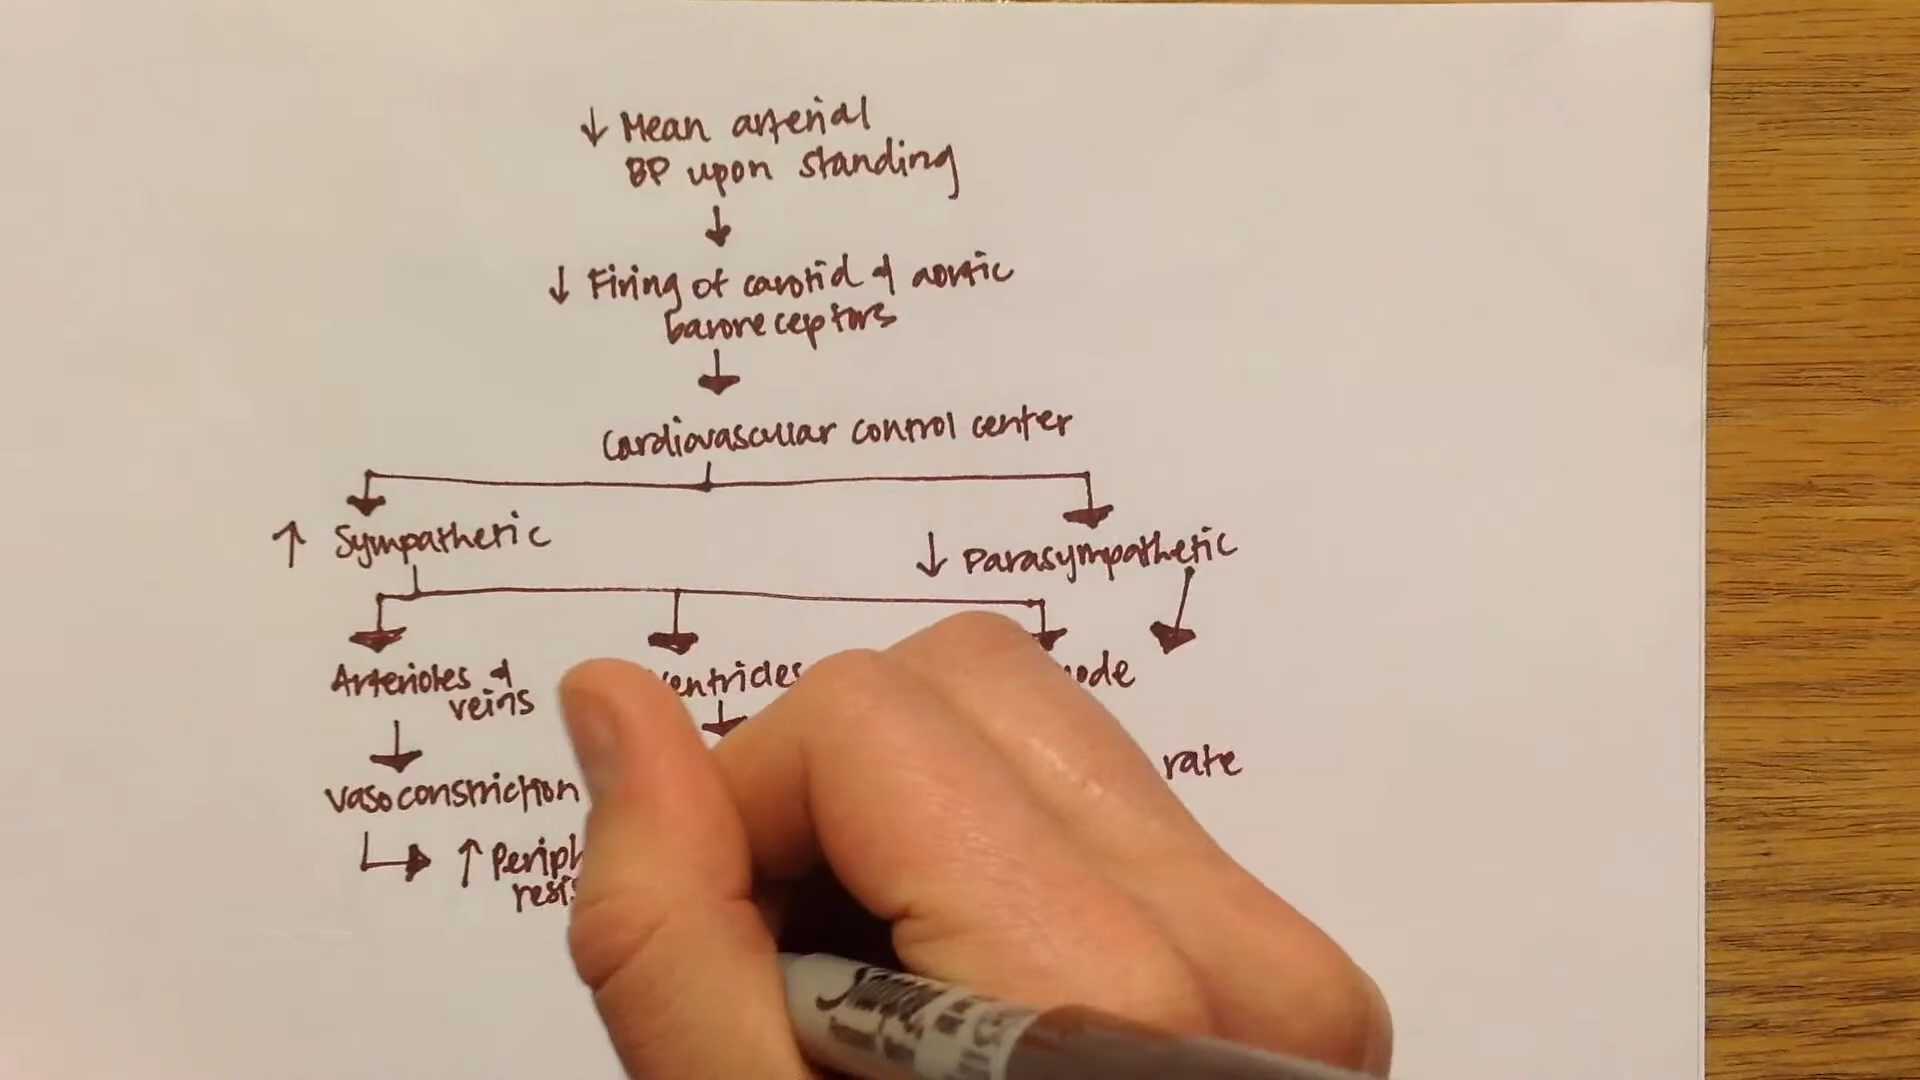 ↓ Mean arterial
BP upon standing
↓ Firing of carotid & aortic
baroreceptors
Cardiovascular control center
↑ Sympathetic
↓ Parasympathetic
Arterioles &
veins
entricles
node
vasoconstriction
rate
↑ Periph
resis